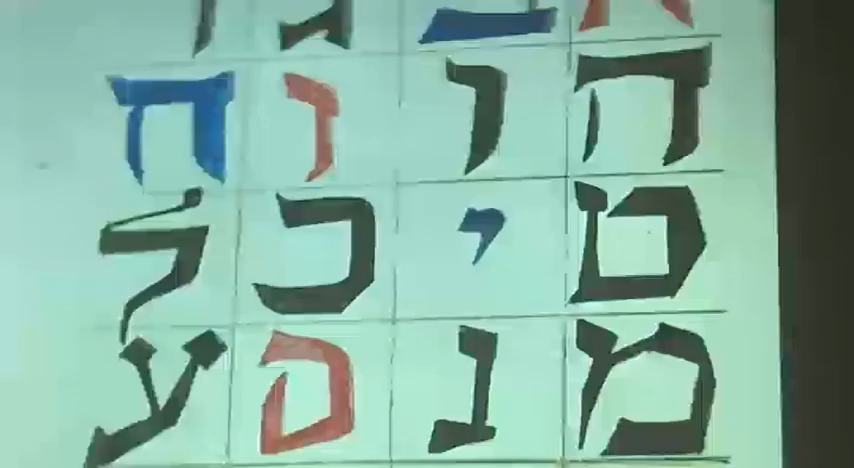 ה ו ז ח
ט י כ ל
מ נ ס ע